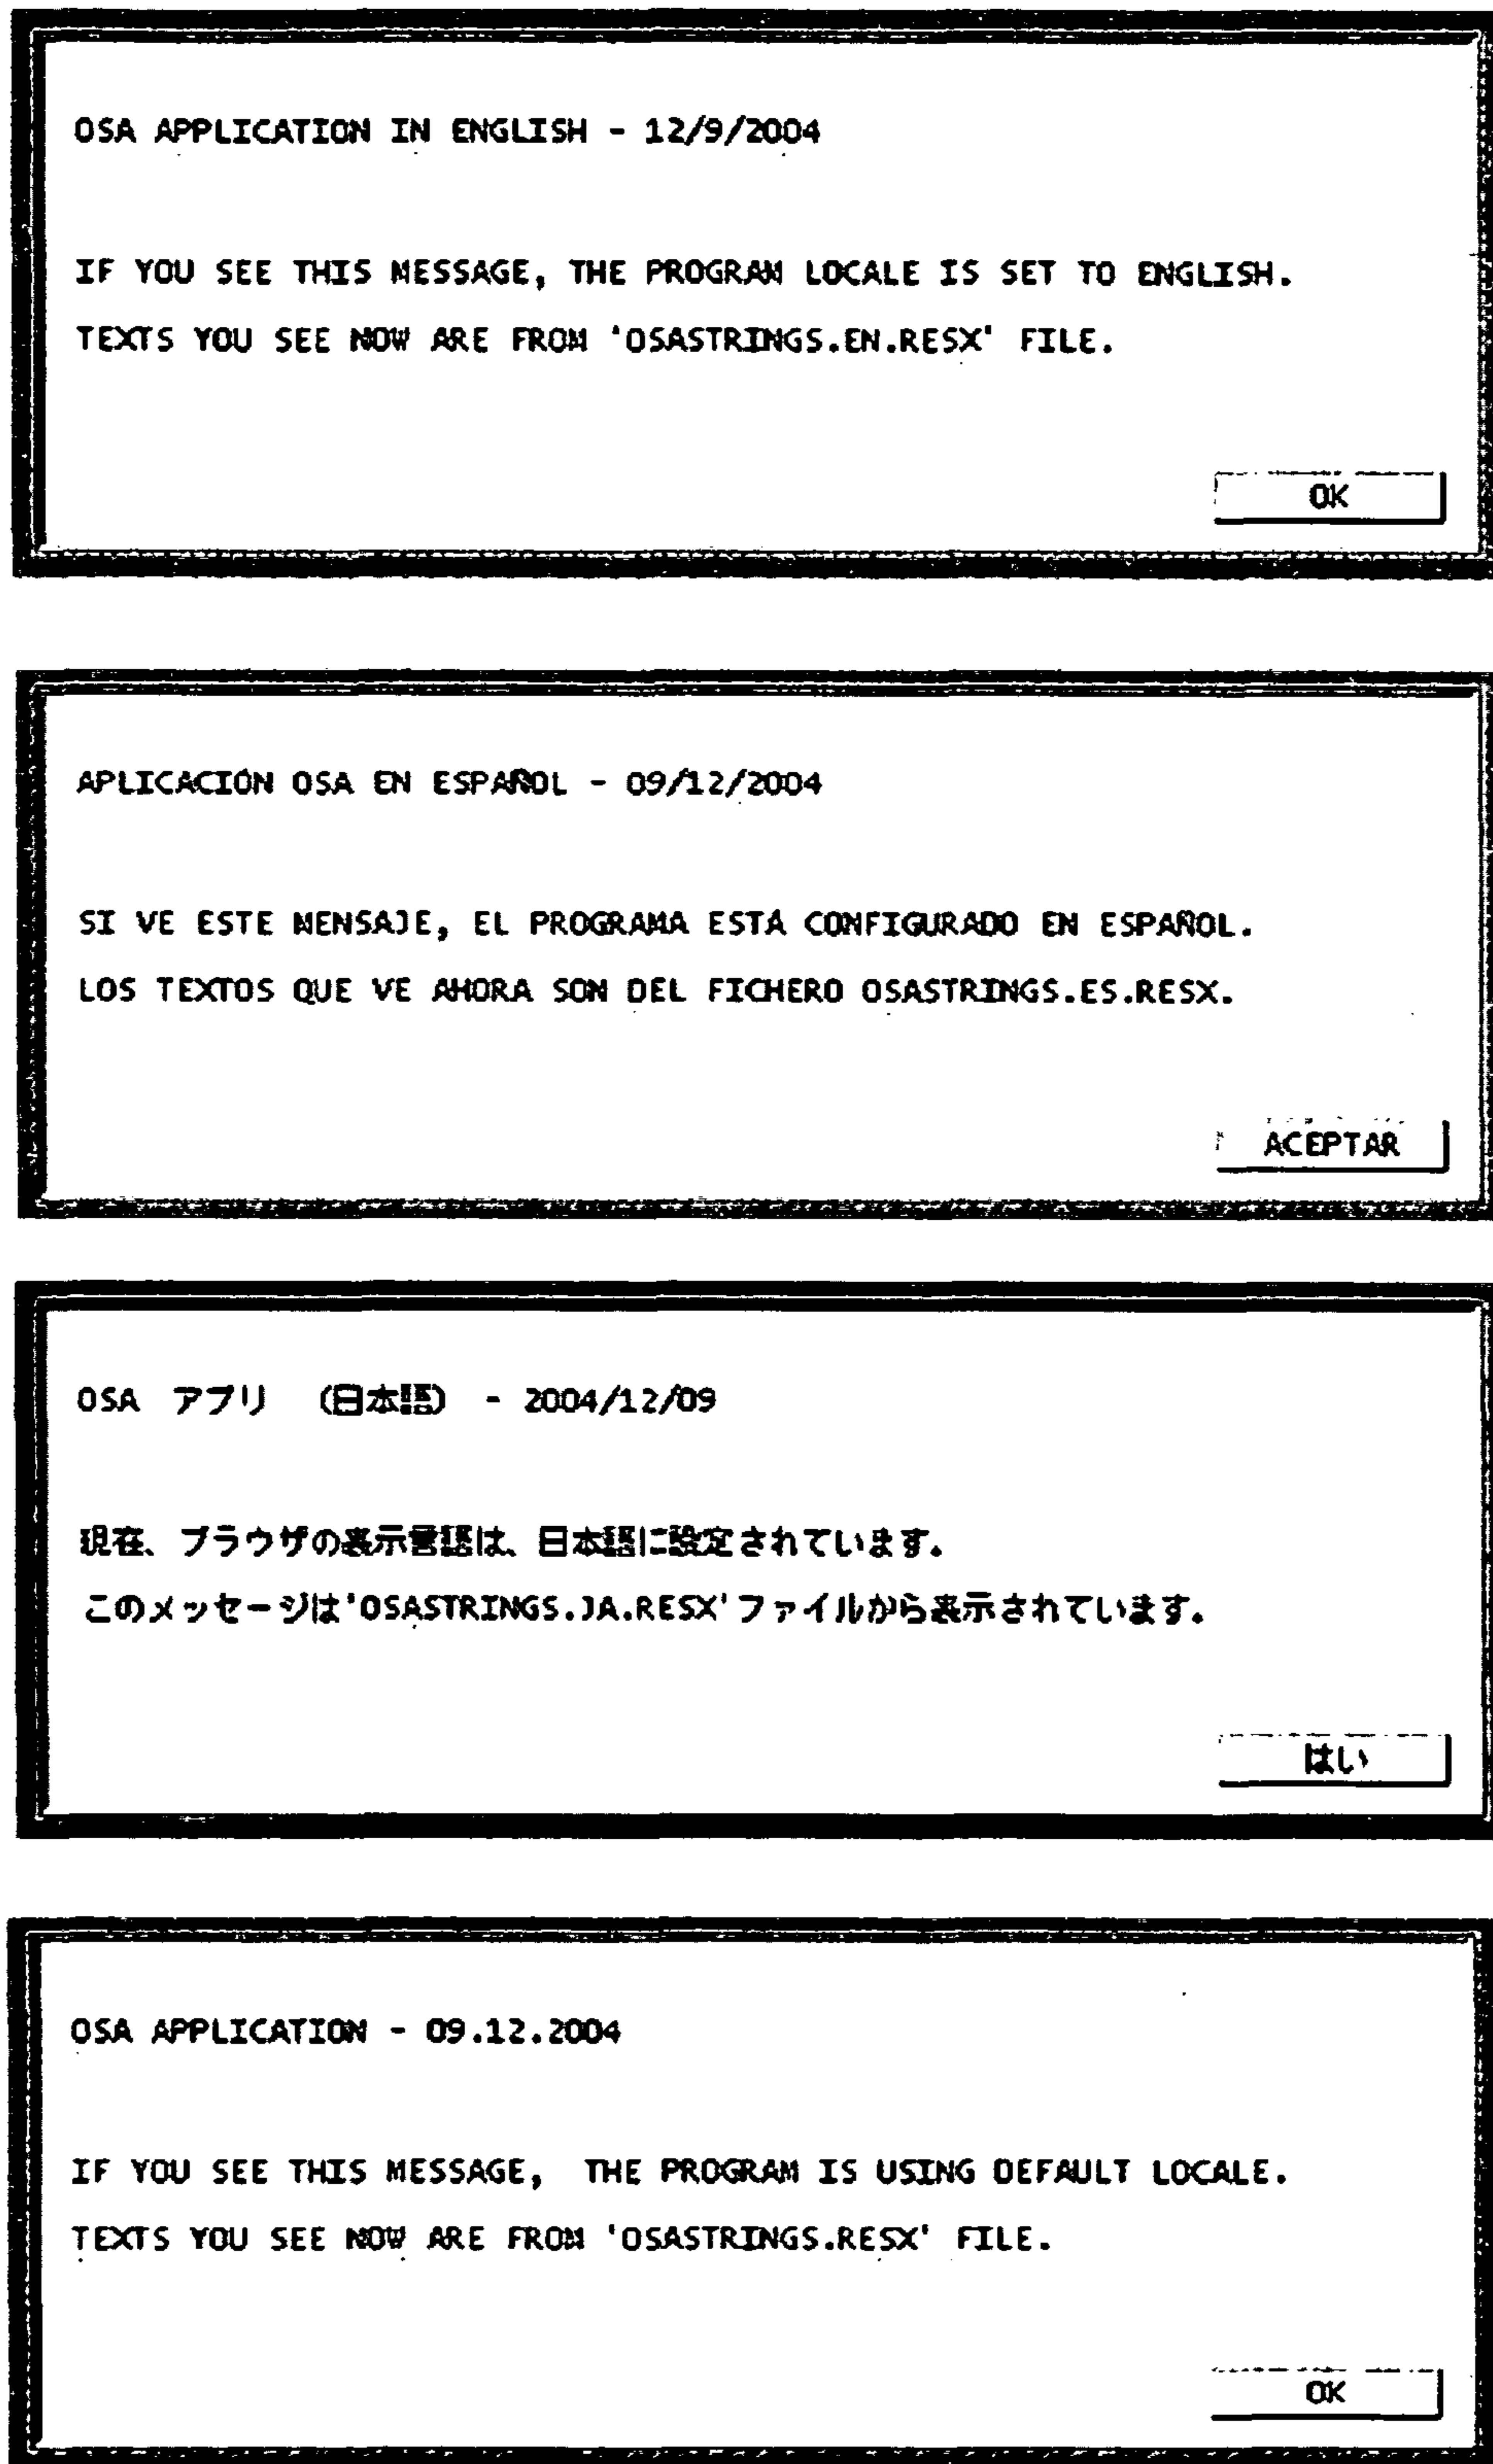 OSA APPLICATION IN ENGLISH - 12/9/2004
IF YOU SEE THIS MESSAGE, THE PROGRAM LOCALE IS SET TO ENGLISH.
TEXTS YOU SEE NOW ARE FROM 'OSASTRINGS.EN.RESX' FILE.
OK
APLICACIÓN OSA EN ESPAÑOL - 09/12/2004
SI VE ESTE MENSAJE, EL PROGRAMA ESTÁ CONFIGURADO EN ESPAÑOL.
LOS TEXTOS QUE VE AHORA SON DEL FICHERO OSASTRINGS.ES.RESX.
ACEPTAR
OSA アプリ (日本語) - 2004/12/09
現在、ブラウザの表示言語は、日本語に設定されています。
このメッセージは'OSASTRINGS.JA.RESX'ファイルから表示されています。
はい
OSA APPLICATION - 09.12.2004
IF YOU SEE THIS MESSAGE, THE PROGRAM IS USING DEFAULT LOCALE.
TEXTS YOU SEE NOW ARE FROM 'OSASTRINGS.RESX' FILE.
OK